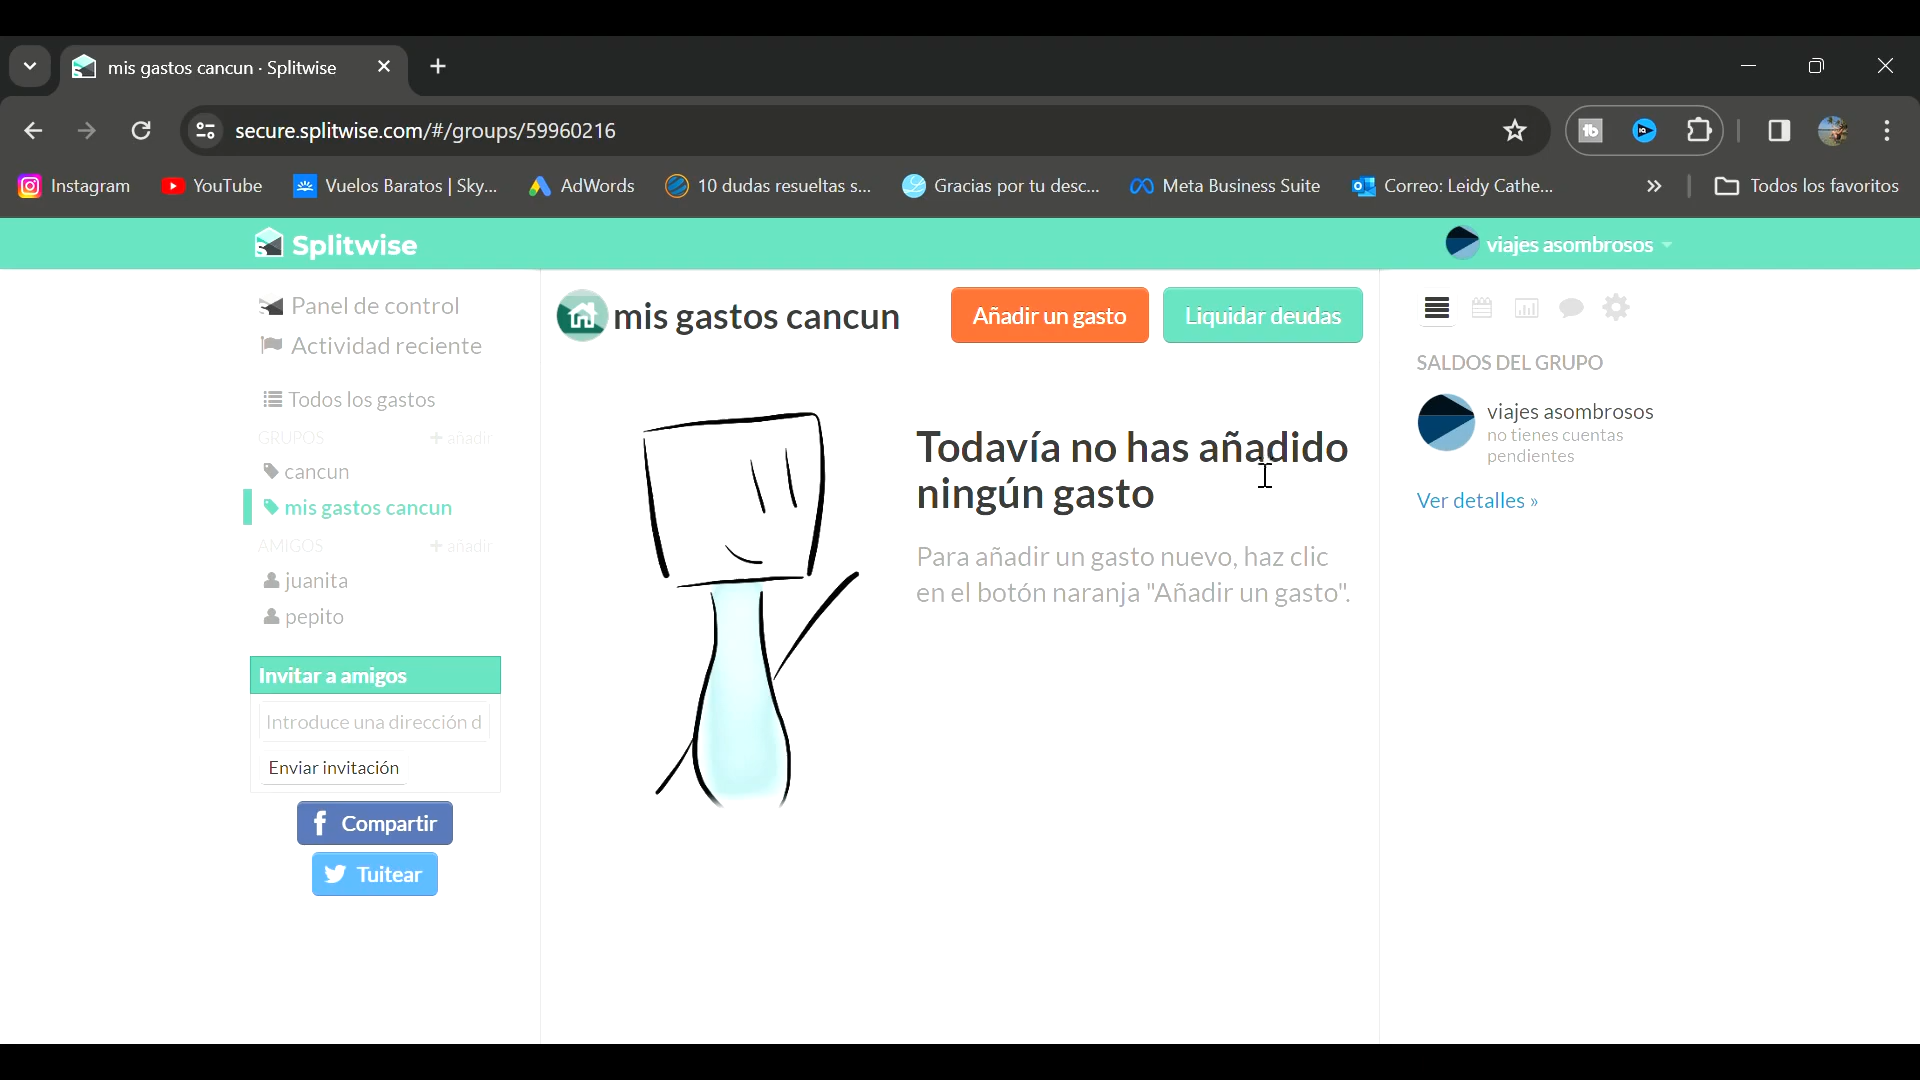 mis gastos cancun · Splitwise
secure.splitwise.com/#/groups/59960216
Instagram
YouTube
Vuelos Baratos | Sky...
AdWords
10 dudas resueltas s...
Gracias por tu desc...
Meta Business Suite
Correo: Leidy Cathe...
»
Todos los favoritos
Splitwise
viajes asombrosos
Panel de control
Actividad reciente
Todos los gastos
GRUPOS
+ añadir
cancun
mis gastos cancun
AMIGOS
+ añadir
juanita
pepito
Invitar a amigos
Introduce una dirección d
Enviar invitación
f Compartir
Tuitear
mis gastos cancun
Añadir un gasto
Liquidar deudas
Todavía no has añadido
ningún gasto
Para añadir un gasto nuevo, haz clic
en el botón naranja "Añadir un gasto".
SALDOS DEL GRUPO
viajes asombrosos
no tienes cuentas
pendientes
Ver detalles »